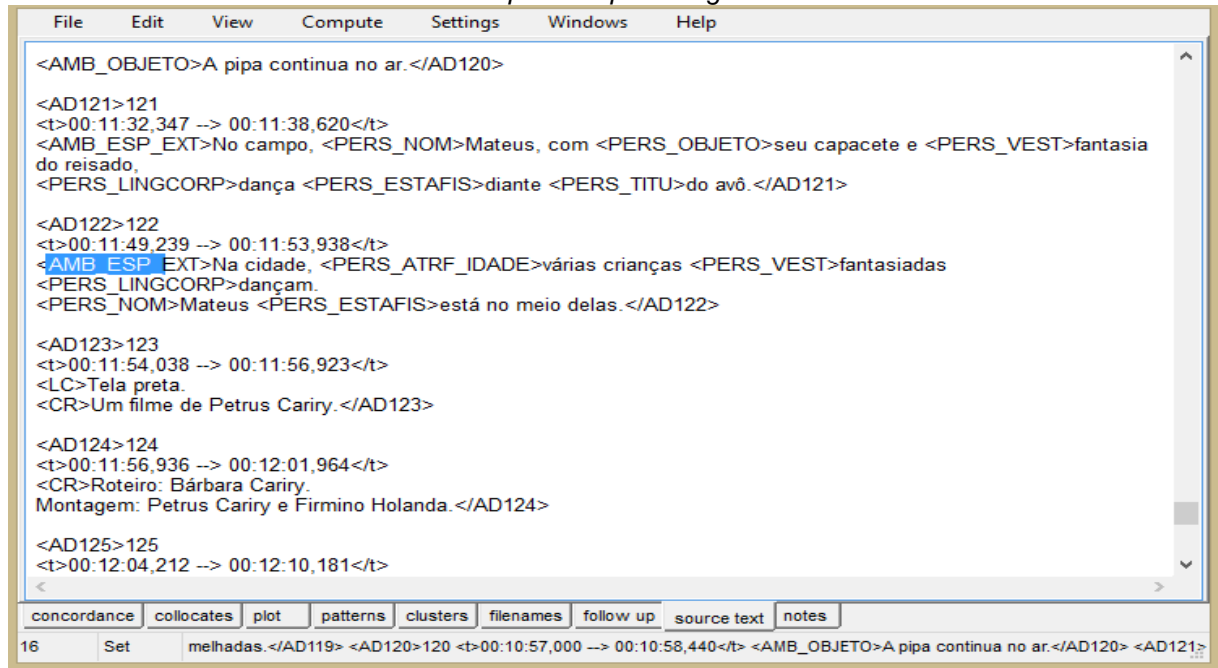 File Edit View Compute Settings Windows Help
<AMB_OBJETO>A pipa continua no ar.</AD120>
<AD121>121
<t>00:11:32,347 --> 00:11:38,620</t>
<AMB_ESP_EXT>No campo, <PERS_NOM>Mateus, com <PERS_OBJETO>seu capacete e <PERS_VEST>fantasia
do reisado,
<PERS_LINGCORP>dança <PERS_ESTAFIS>diante <PERS_TITU>do avô.</AD121>
<AD122>122
<t>00:11:49,239 --> 00:11:53,938</t>
<AMB_ESP_EXT>Na cidade, <PERS_ATRF_IDADE>várias crianças <PERS_VEST>fantasiadas
<PERS_LINGCORP>dançam.
<PERS_NOM>Mateus <PERS_ESTAFIS>está no meio delas.</AD122>
<AD123>123
<t>00:11:54,038 --> 00:11:56,923</t>
<LC>Tela preta.
<CR>Um filme de Petrus Cariry.</AD123>
<AD124>124
<t>00:11:56,936 --> 00:12:01,964</t>
<CR>Roteiro: Bárbara Cariry.
Montagem: Petrus Cariry e Firmino Holanda.</AD124>
<AD125>125
<t>00:12:04,212 --> 00:12:10,181</t>
concordance collocates plot patterns clusters filenames follow up source text notes
16 Set melhadas.</AD119> <AD120>120 <t>00:10:57,000 --> 00:10:58,440</t> <AMB_OBJETO>A pipa continua no ar.</AD120> <AD121>